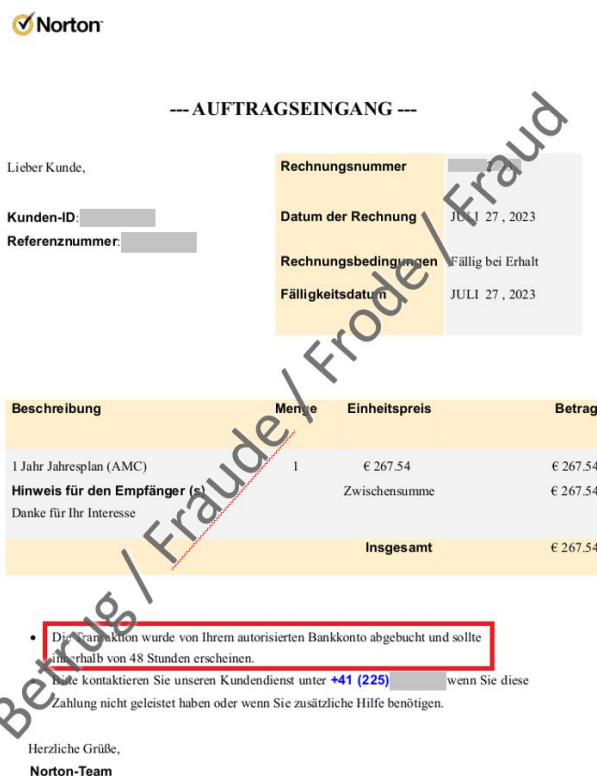 Norton
--- AUFTRAGSEINGANG ---
Lieber Kunde,
Kunden-ID:
Referenznummer:
Rechnungsnummer
Datum der Rechnung JULI 27 , 2023
Rechnungsbedingungen Fällig bei Erhalt
Fälligkeitsdatum JULI 27 , 2023
Beschreibung Menge Einheitspreis Betrag
1 Jahr Jahresplan (AMC) 1 € 267.54 € 267.54
Hinweis für den Empfänger (s) Zwischensumme € 267.54
Danke für Ihr Interesse
Insgesamt € 267.54
• Die Transaktion wurde von Ihrem autorisierten Bankkonto abgebucht und sollte
innerhalb von 48 Stunden erscheinen.
Bitte kontaktieren Sie unseren Kundendienst unter +41 (225) wenn Sie diese
Zahlung nicht geleistet haben oder wenn Sie zusätzliche Hilfe benötigen.
Herzliche Grüße,
Norton-Team
Betrug / Fraude / Frode / Fraud